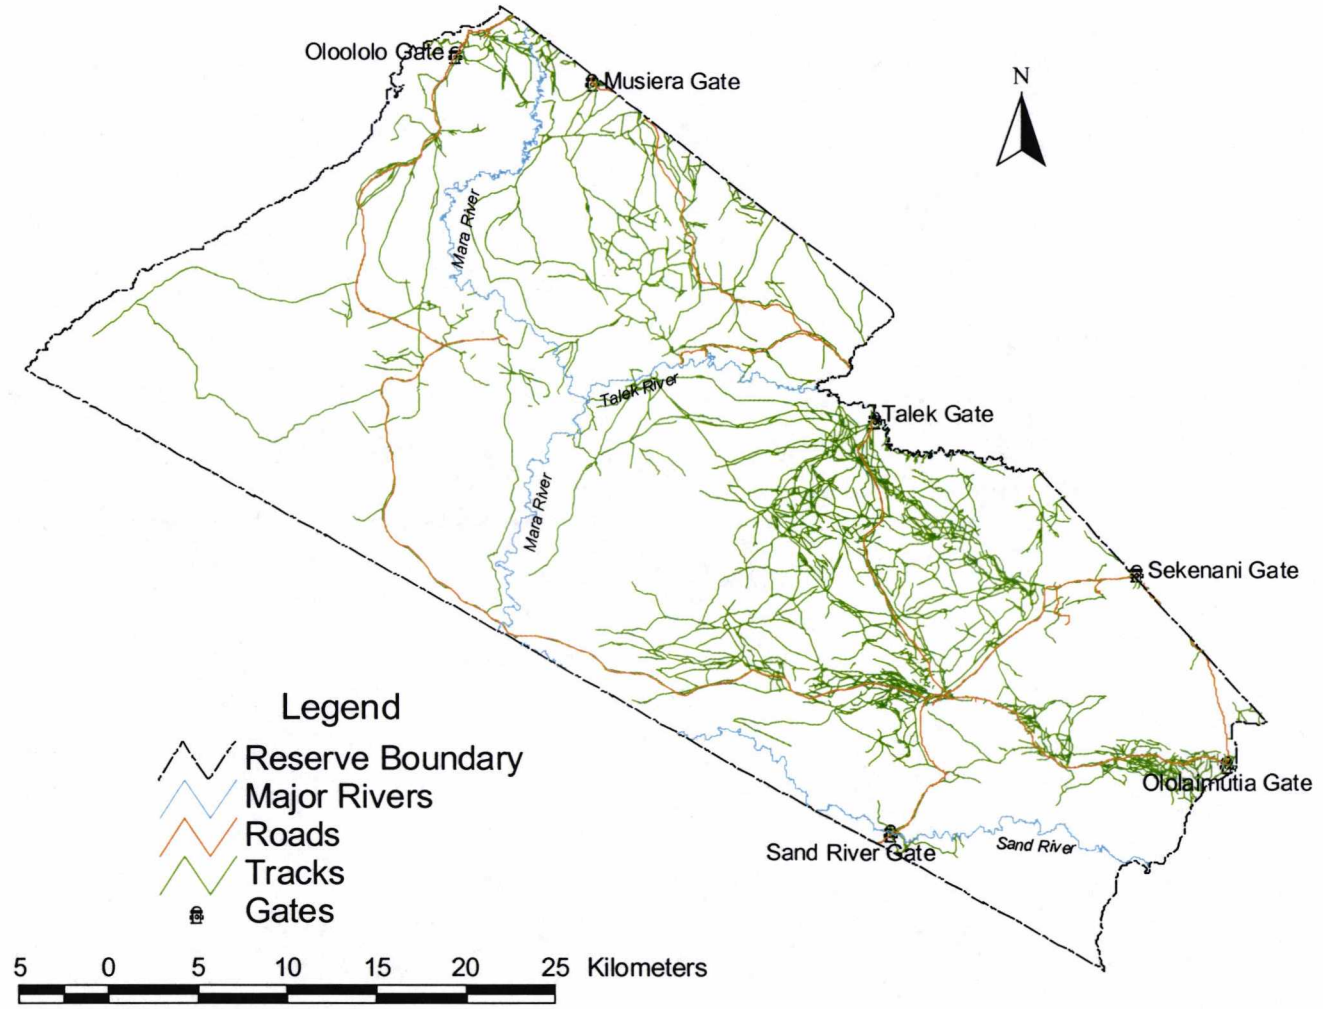 Oloololo Gate
Musiera Gate
N
Mara River
Talek River
Talek Gate
Mara River
Sekenani Gate
Ololaimutia Gate
Sand River Gate
Sand River
Legend
Reserve Boundary
Major Rivers
Roads
Tracks
Gates
5 0 5 10 15 20 25 Kilometers